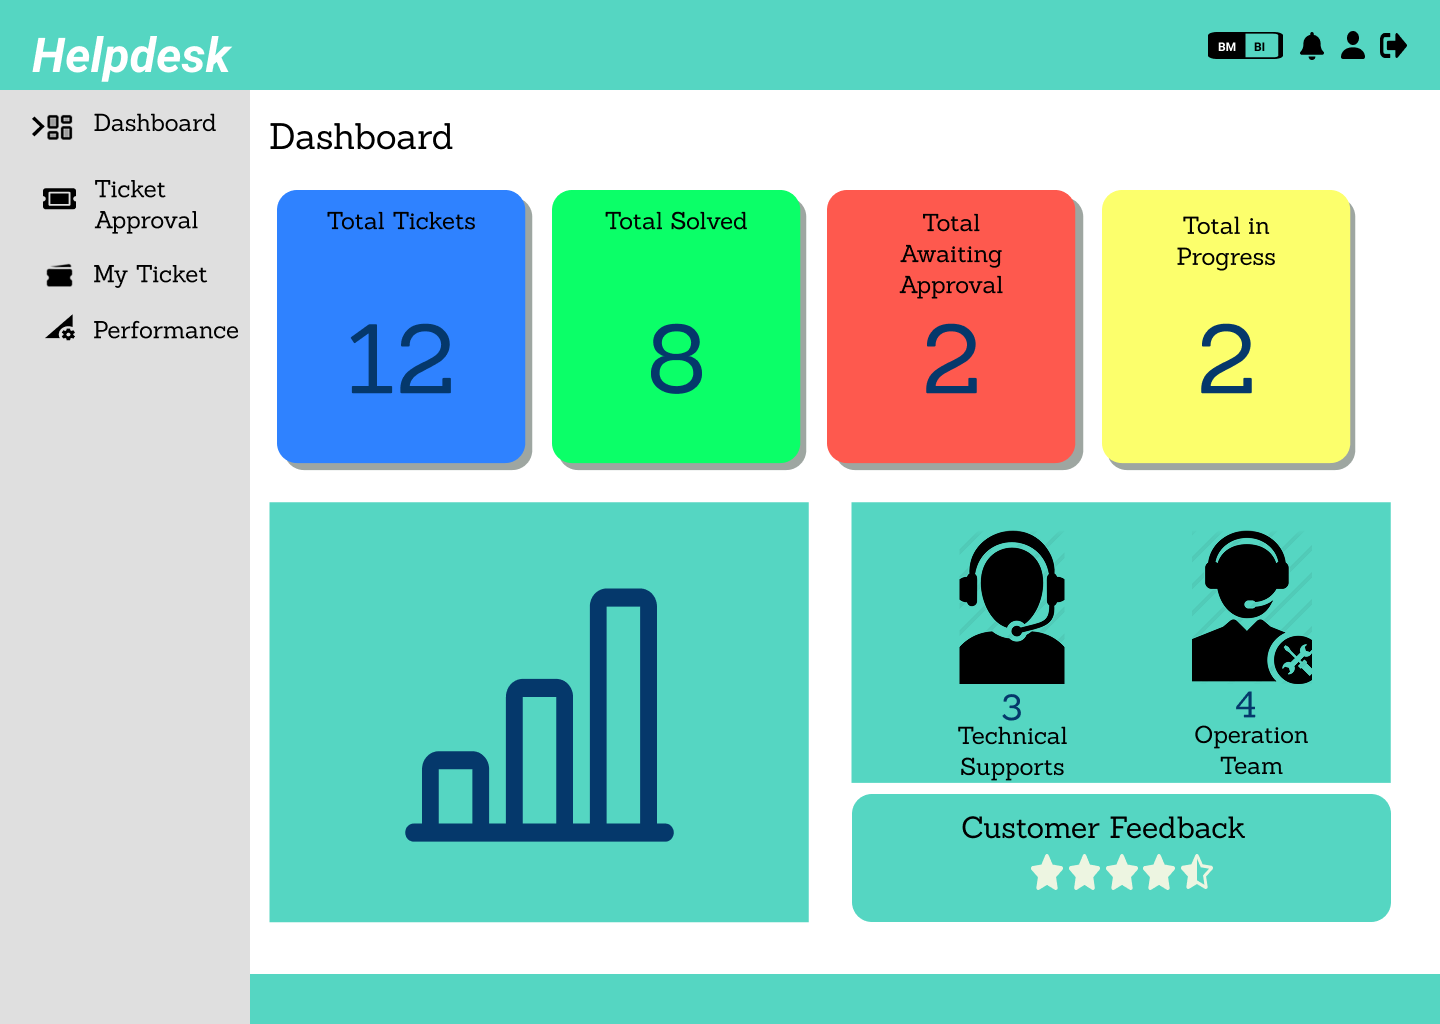 Helpdesk
BM BI
Dashboard
Ticket
Approval
My Ticket
Performance
Dashboard
Total Tickets
12
Total Solved
8
Total
Awaiting
Approval
2
Total in
Progress
2
3
Technical
Supports
4
Operation
Team
Customer Feedback